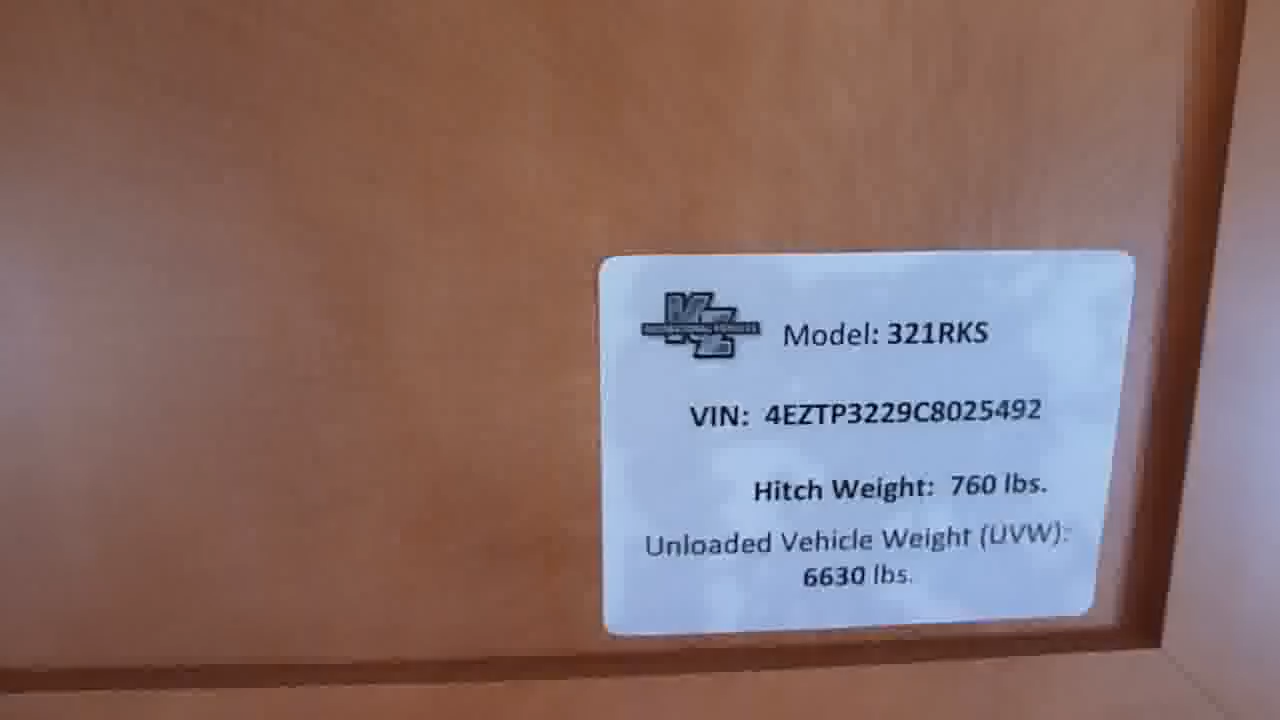 Model: 321RKS
VIN: 4EZTP3229C8025492
Hitch Weight: 760 lbs.
Unloaded Vehicle Weight (UVW):
6630 lbs.